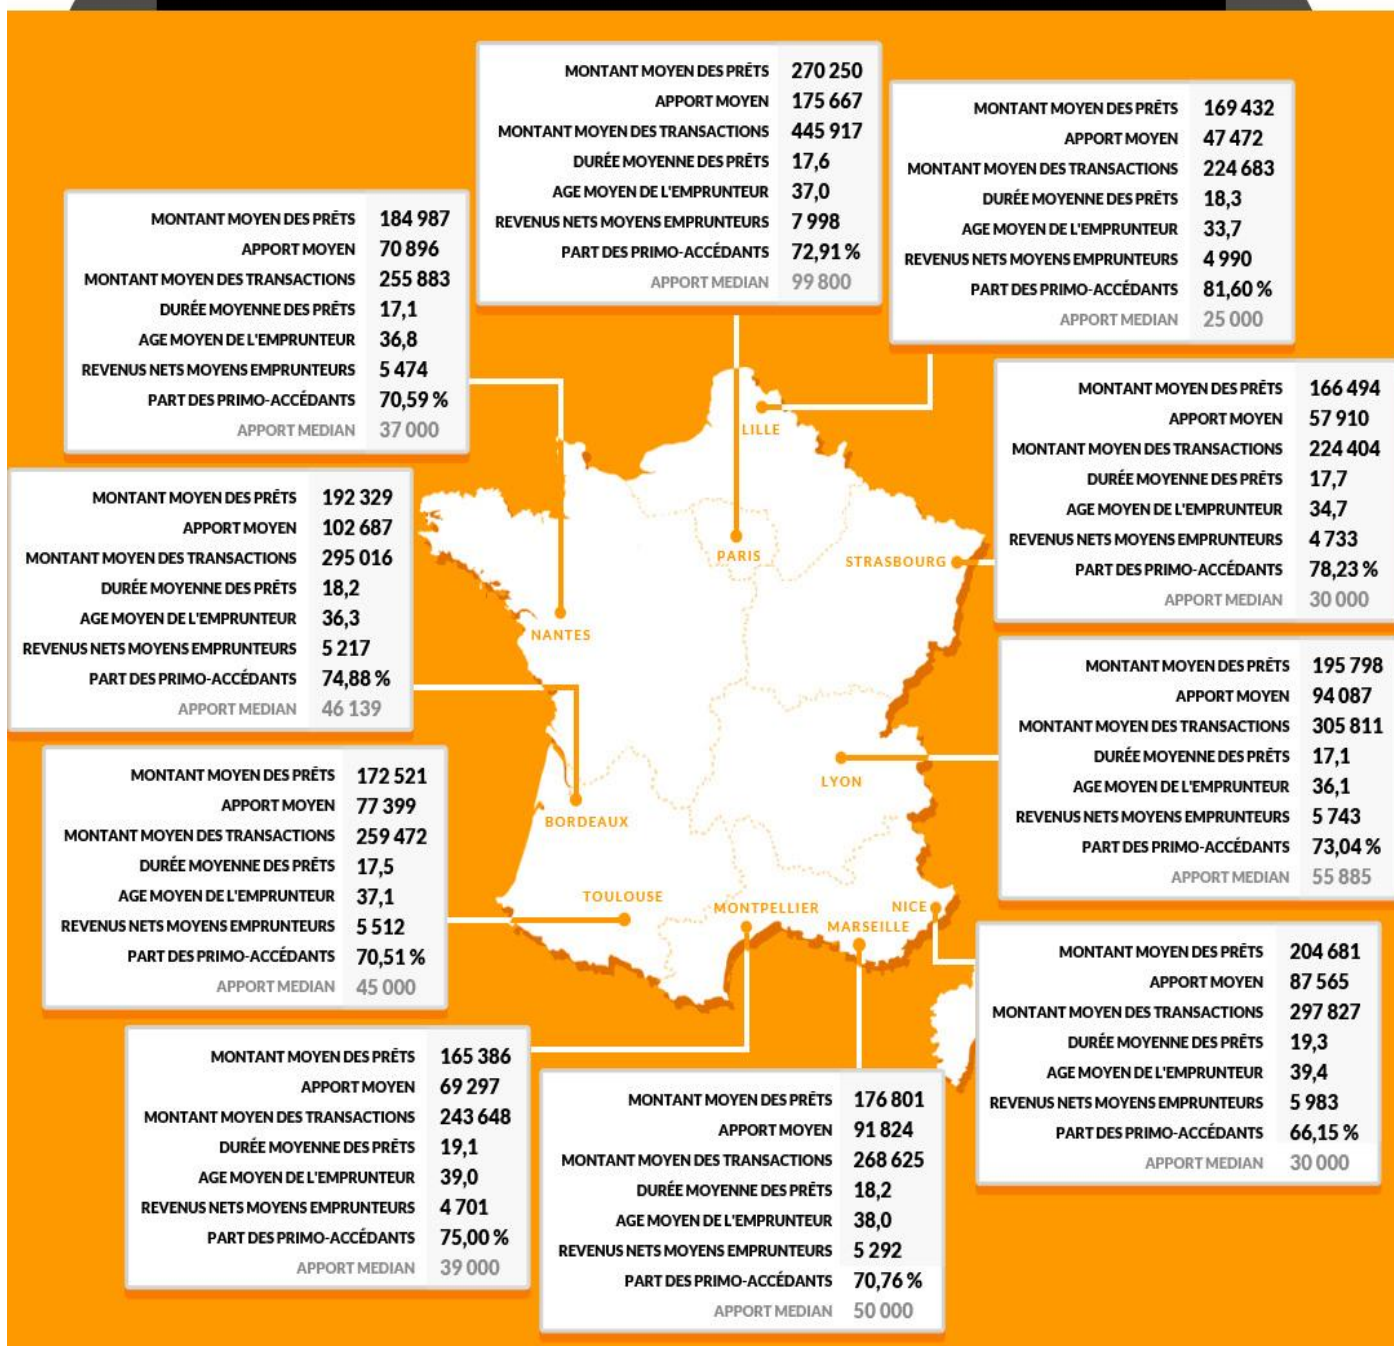 MONTANT MOYEN DES PRÊTS 270 250
APPORT MOYEN 175 667
MONTANT MOYEN DES TRANSACTIONS 445 917
DURÉE MOYENNE DES PRÊTS 17,6
AGE MOYEN DE L'EMPRUNTEUR 37,0
REVENUS NETS MOYENS EMPRUNTEURS 7 998
PART DES PRIMO-ACCÉDANTS 72,91 %
APPORT MEDIAN 99 800
MONTANT MOYEN DES PRÊTS 169 432
APPORT MOYEN 47 472
MONTANT MOYEN DES TRANSACTIONS 224 683
DURÉE MOYENNE DES PRÊTS 18,3
AGE MOYEN DE L'EMPRUNTEUR 33,7
REVENUS NETS MOYENS EMPRUNTEURS 4 990
PART DES PRIMO-ACCÉDANTS 81,60 %
APPORT MEDIAN 25 000
MONTANT MOYEN DES PRÊTS 184 987
APPORT MOYEN 70 896
MONTANT MOYEN DES TRANSACTIONS 255 883
DURÉE MOYENNE DES PRÊTS 17,1
AGE MOYEN DE L'EMPRUNTEUR 36,8
REVENUS NETS MOYENS EMPRUNTEURS 5 474
PART DES PRIMO-ACCÉDANTS 70,59 %
APPORT MEDIAN 37 000
MONTANT MOYEN DES PRÊTS 166 494
APPORT MOYEN 57 910
MONTANT MOYEN DES TRANSACTIONS 224 404
DURÉE MOYENNE DES PRÊTS 17,7
AGE MOYEN DE L'EMPRUNTEUR 34,7
REVENUS NETS MOYENS EMPRUNTEURS 4 733
PART DES PRIMO-ACCÉDANTS 78,23 %
APPORT MEDIAN 30 000
MONTANT MOYEN DES PRÊTS 192 329
APPORT MOYEN 102 687
MONTANT MOYEN DES TRANSACTIONS 295 016
DURÉE MOYENNE DES PRÊTS 18,2
AGE MOYEN DE L'EMPRUNTEUR 36,3
REVENUS NETS MOYENS EMPRUNTEURS 5 217
PART DES PRIMO-ACCÉDANTS 74,88 %
APPORT MEDIAN 46 139
LILLE
PARIS
STRASBOURG
NANTES
LYON
BORDEAUX
TOULOUSE
MONTPELLIER
NICE
MARSEILLE
MONTANT MOYEN DES PRÊTS 195 798
APPORT MOYEN 94 087
MONTANT MOYEN DES TRANSACTIONS 305 811
DURÉE MOYENNE DES PRÊTS 17,1
AGE MOYEN DE L'EMPRUNTEUR 36,1
REVENUS NETS MOYENS EMPRUNTEURS 5 743
PART DES PRIMO-ACCÉDANTS 73,04 %
APPORT MEDIAN 55 885
MONTANT MOYEN DES PRÊTS 172 521
APPORT MOYEN 77 399
MONTANT MOYEN DES TRANSACTIONS 259 472
DURÉE MOYENNE DES PRÊTS 17,5
AGE MOYEN DE L'EMPRUNTEUR 37,1
REVENUS NETS MOYENS EMPRUNTEURS 5 512
PART DES PRIMO-ACCÉDANTS 70,51 %
APPORT MEDIAN 45 000
MONTANT MOYEN DES PRÊTS 204 681
APPORT MOYEN 87 565
MONTANT MOYEN DES TRANSACTIONS 297 827
DURÉE MOYENNE DES PRÊTS 19,3
AGE MOYEN DE L'EMPRUNTEUR 39,4
REVENUS NETS MOYENS EMPRUNTEURS 5 983
PART DES PRIMO-ACCÉDANTS 66,15 %
APPORT MEDIAN 30 000
MONTANT MOYEN DES PRÊTS 165 386
APPORT MOYEN 69 297
MONTANT MOYEN DES TRANSACTIONS 243 648
DURÉE MOYENNE DES PRÊTS 19,1
AGE MOYEN DE L'EMPRUNTEUR 39,0
REVENUS NETS MOYENS EMPRUNTEURS 4 701
PART DES PRIMO-ACCÉDANTS 75,00 %
APPORT MEDIAN 39 000
MONTANT MOYEN DES PRÊTS 176 801
APPORT MOYEN 91 824
MONTANT MOYEN DES TRANSACTIONS 268 625
DURÉE MOYENNE DES PRÊTS 18,2
AGE MOYEN DE L'EMPRUNTEUR 38,0
REVENUS NETS MOYENS EMPRUNTEURS 5 292
PART DES PRIMO-ACCÉDANTS 70,76 %
APPORT MEDIAN 50 000